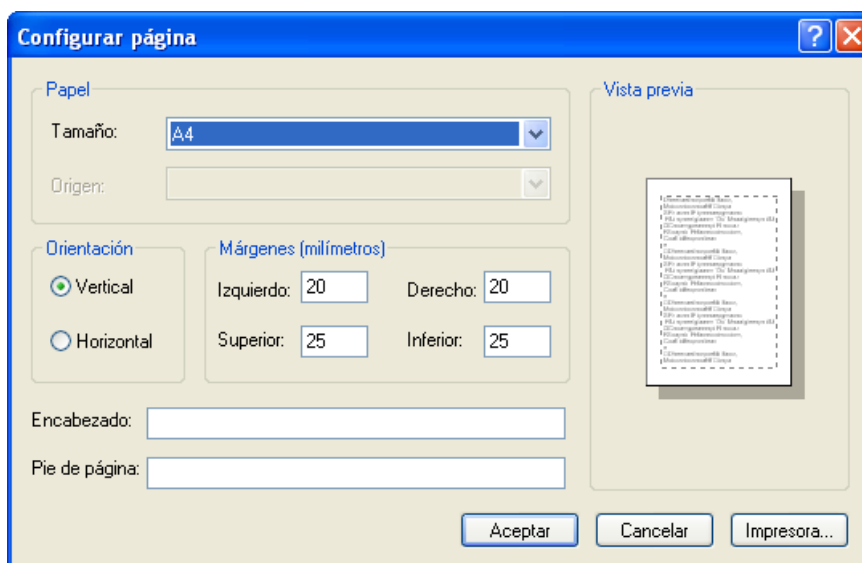 Configurar página
Papel
Tamaño: A4
Origen:
Orientación
Vertical
Horizontal
Márgenes (milímetros)
Izquierdo: 20 Derecho: 20
Superior: 25 Inferior: 25
Encabezado:
Pie de página:
Vista previa
Aceptar Cancelar Impresora...